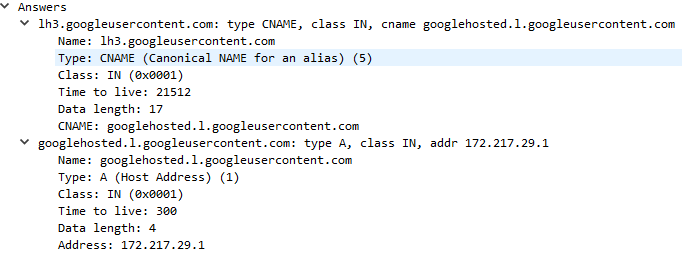 Answers
lh3.googleusercontent.com: type CNAME, class IN, cname googlehosted.l.googleusercontent.com
Name: lh3.googleusercontent.com
Type: CNAME (Canonical NAME for an alias) (5)
Class: IN (0x0001)
Time to live: 21512
Data length: 17
CNAME: googlehosted.l.googleusercontent.com
googlehosted.l.googleusercontent.com: type A, class IN, addr 172.217.29.1
Name: googlehosted.l.googleusercontent.com
Type: A (Host Address) (1)
Class: IN (0x0001)
Time to live: 300
Data length: 4
Address: 172.217.29.1